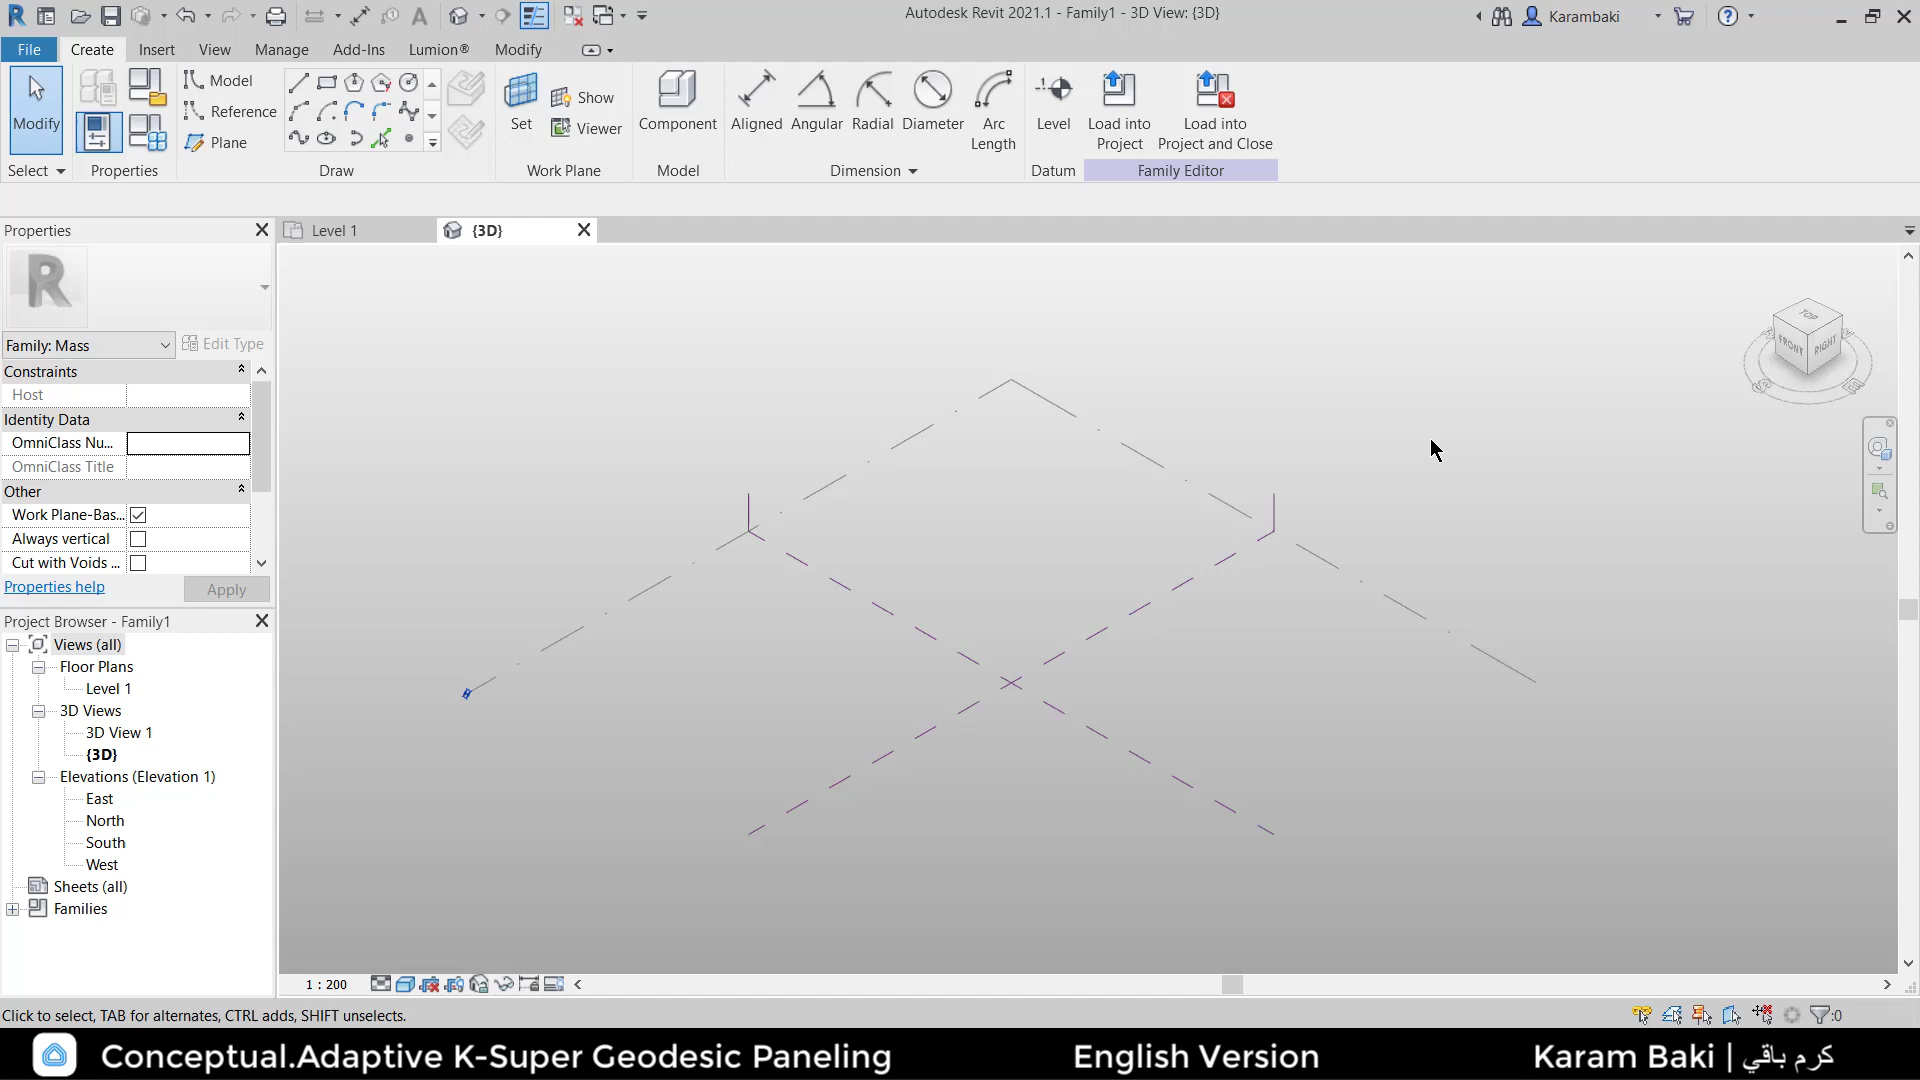 Autodesk Revit 2021.1 - Family1 - 3D View: {3D}
Karambaki
File Create Insert View Manage Add-Ins Lumion® Modify
Modify
Select
Properties
Model
Reference
Plane
Draw
Set
Show
Viewer
Work Plane
Component
Model
Aligned
Angular
Radial
Diameter
Arc
Length
Dimension
Level
Datum
Load into
Project
Load into
Project and Close
Family Editor
Properties
Level 1
{3D}
R
Family: Mass
Edit Type
Constraints
Host
Identity Data
OmniClass Nu...
OmniClass Title
Other
Work Plane-Bas...
Always vertical
Cut with Voids ...
Properties help
Apply
TOP
FRONT
RIGHT
Project Browser - Family1
Views (all)
Floor Plans
Level 1
3D Views
3D View 1
{3D}
Elevations (Elevation 1)
East
North
South
West
Sheets (all)
Families
1 : 200
Click to select, TAB for alternates, CTRL adds, SHIFT unselects.
:0
Conceptual.Adaptive K-Super Geodesic Paneling
English Version
Karam Baki | كرم باقي